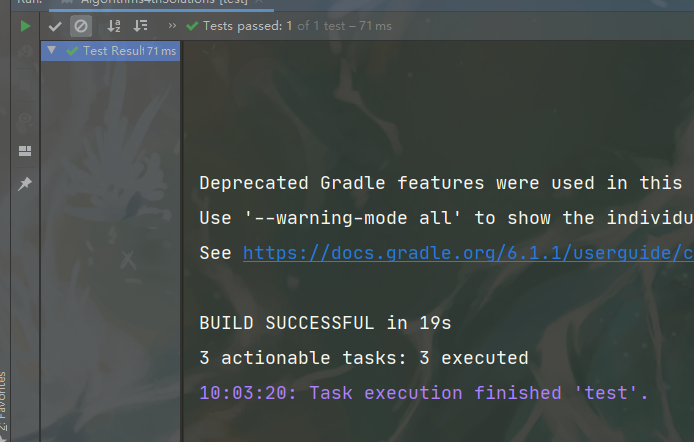 Run: Algorithms4thSolutions [test]
Tests passed: 1 of 1 test – 71 ms
Test Resul 71 ms
Deprecated Gradle features were used in this
Use '--warning-mode all' to show the individu
See https://docs.gradle.org/6.1.1/userguide/c
BUILD SUCCESSFUL in 19s
3 actionable tasks: 3 executed
10:03:20: Task execution finished 'test'.
2: Favorites